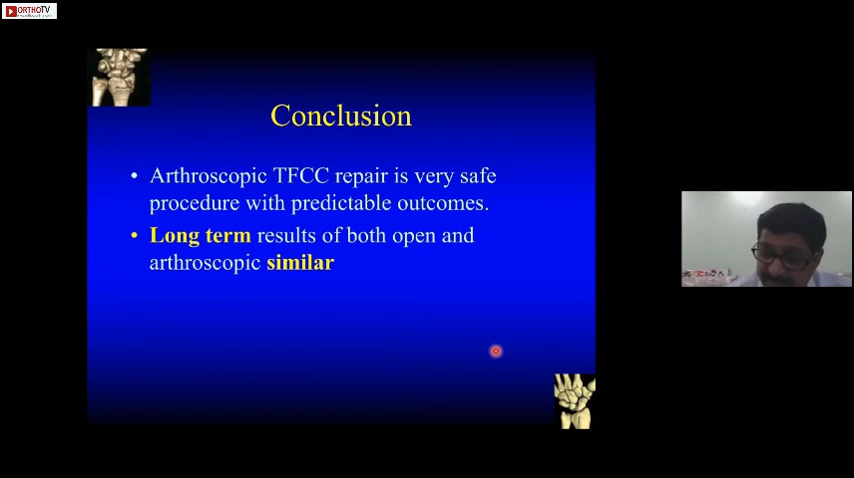 ORTHOTV
Conclusion
• Arthroscopic TFCC repair is very safe
procedure with predictable outcomes.
• Long term results of both open and
arthroscopic similar